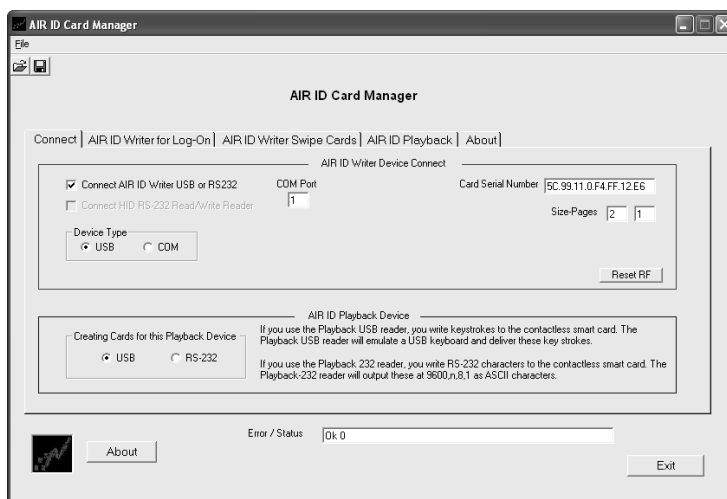 AIR ID Card Manager
File
AIR ID Card Manager
Connect AIR ID Writer for Log-On AIR ID Writer Swipe Cards AIR ID Playback About
AIR ID Writer Device Connect
Connect AIR ID Writer USB or RS232
COM Port
1
Card Serial Number 5C.99.11.0.F4.FF.12.E6
Connect HID RS-232 Read/Write Reader
Size-Pages 2 1
Device Type
USB COM
Reset RF
AIR ID Playback Device
Creating Cards for this Playback Device
USB RS-232
If you use the Playback USB reader, you write keystrokes to the contactless smart card. The
Playback USB reader will emulate a USB keyboard and deliver these key strokes.
If you use the Playback 232 reader, you write RS-232 characters to the contactless smart card. The
Playback-232 reader will output these at 9600,n,8,1 as ASCII characters.
Error / Status Ok 0
About
Exit